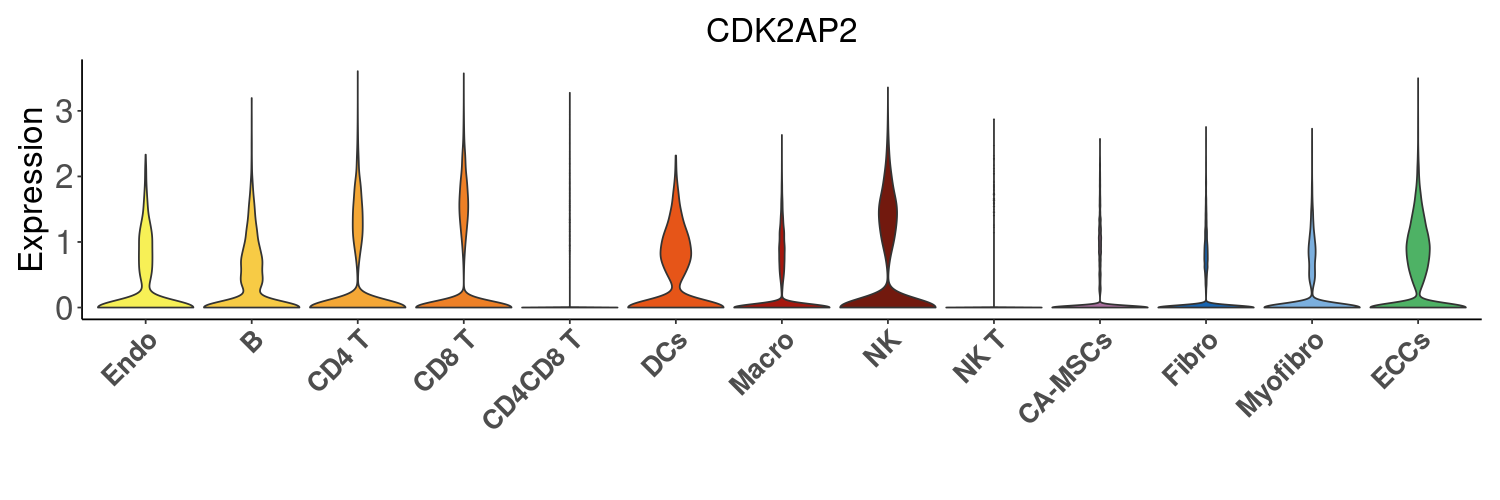 CDK2AP2
Expression
3
2
1
0
Endo
B
CD4 T
CD8 T
CD4CD8 T
DCs
Macro
NK
NK T
CA-MSCs
Fibro
Myofibro
ECCs